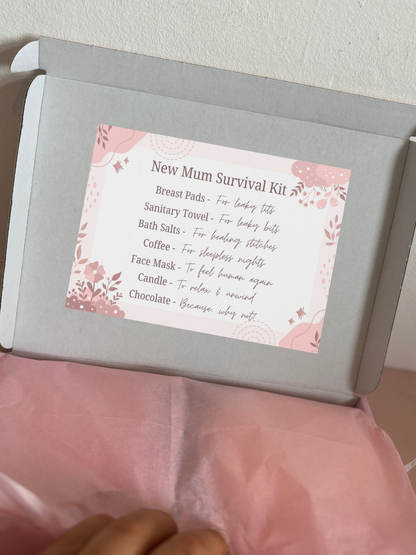 New Mum Survival Kit
Breast Pads - For leaky tits
Sanitary Towel - For leaky bits
Bath Salts - For healing stitches
Coffee - For sleepless nights
Face Mask - To feel human again
Candle - To relax & unwind
Chocolate - Because, why not!